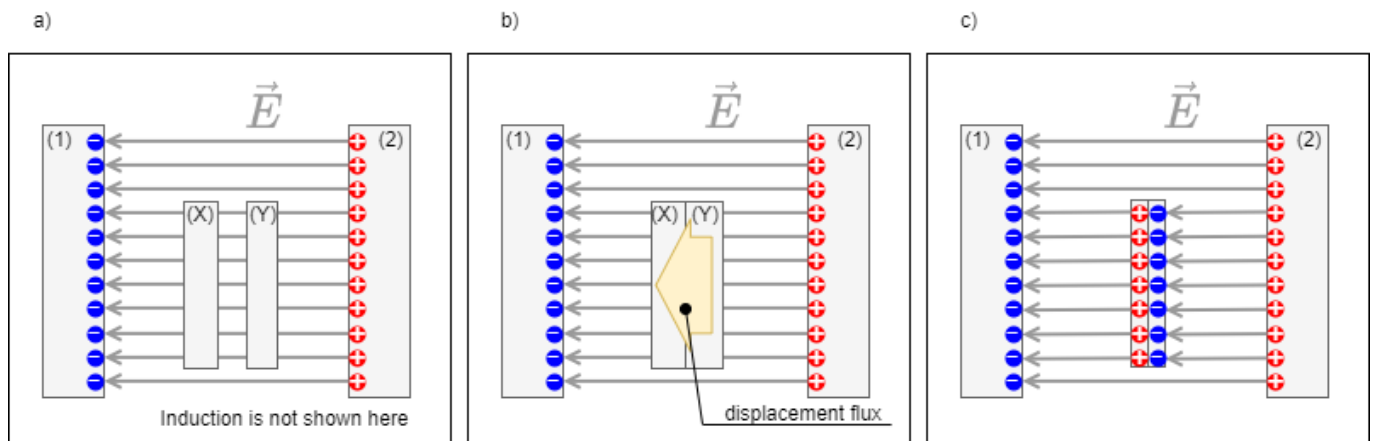 a)
b)
c)
E
E
E
(1)
(2)
(1)
(2)
(1)
(2)
(X)
(Y)
(X)
(Y)
Induction is not shown here
displacement flux